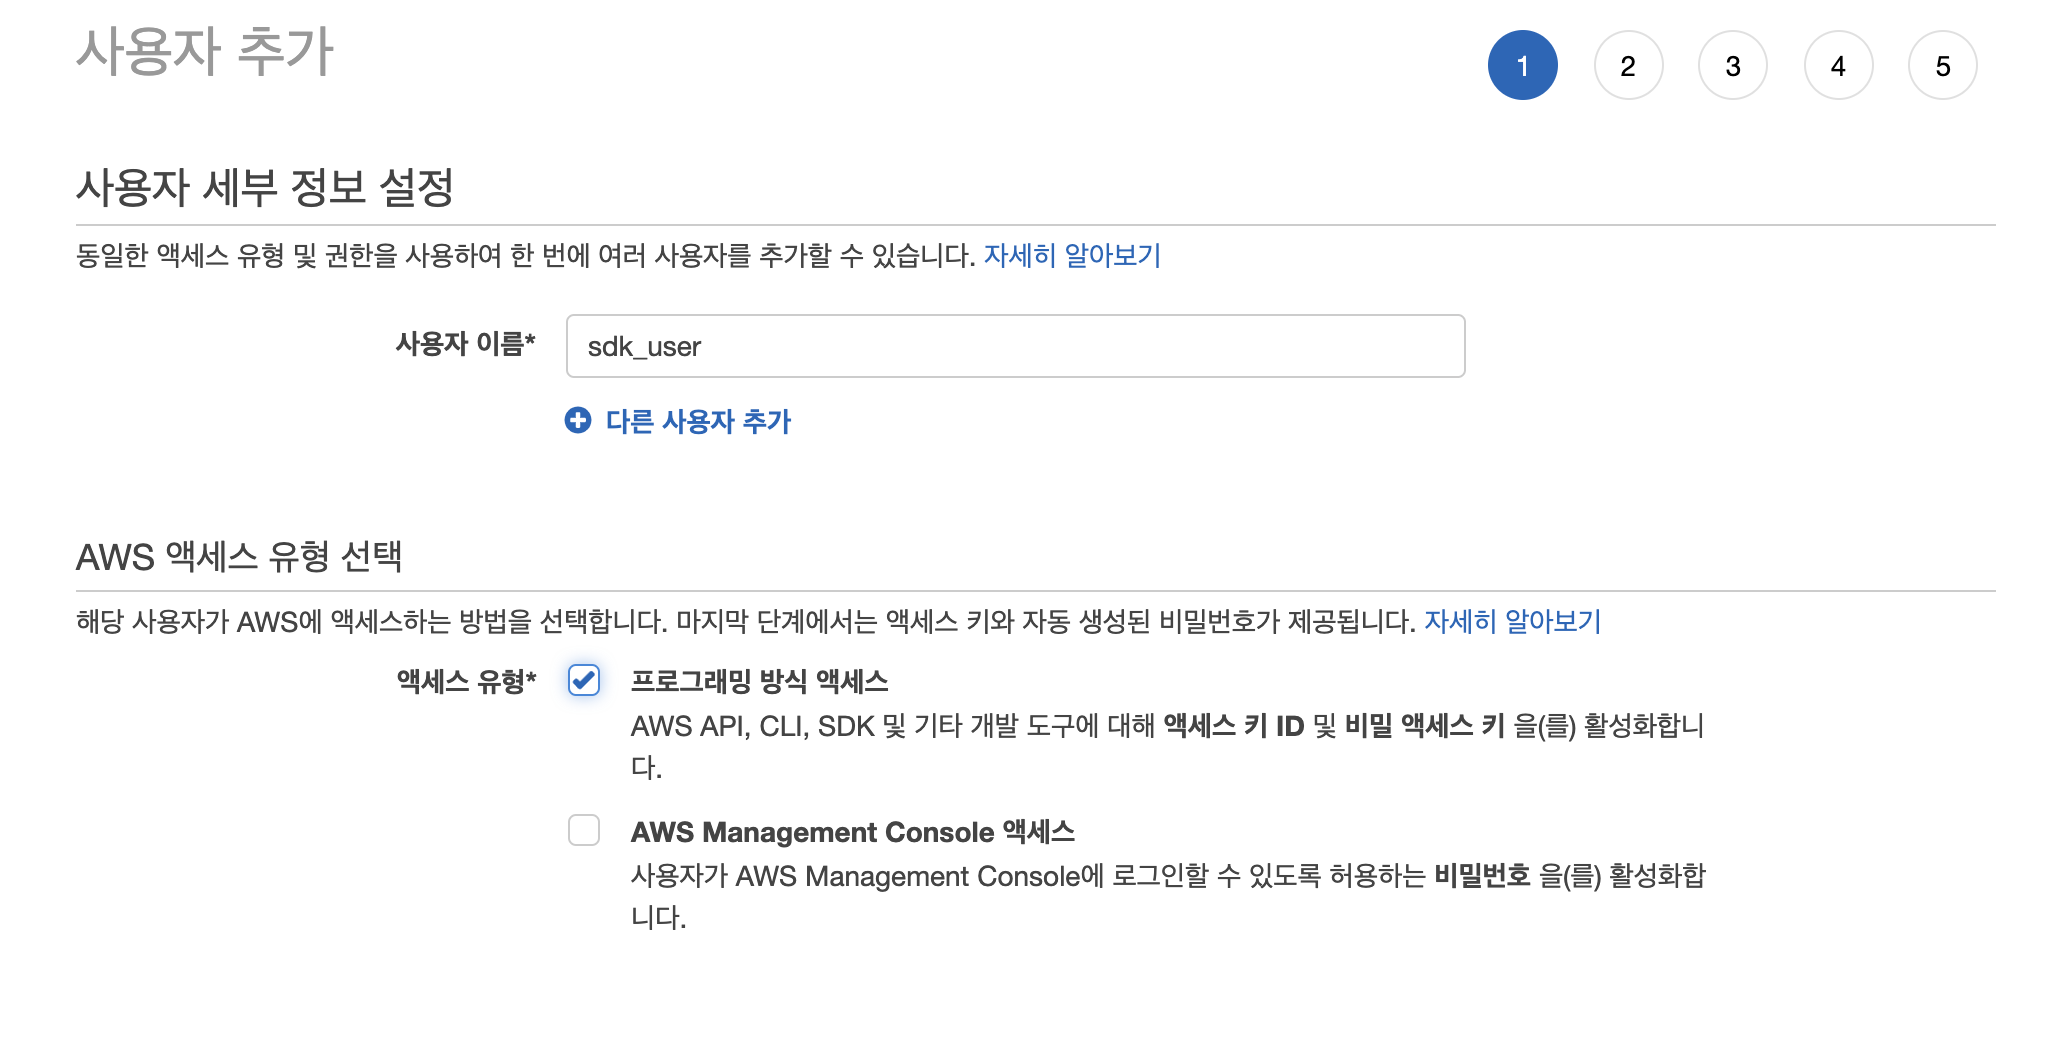 사용자 추가
1 2 3 4 5
사용자 세부 정보 설정
동일한 액세스 유형 및 권한을 사용하여 한 번에 여러 사용자를 추가할 수 있습니다. 자세히 알아보기
사용자 이름* sdk_user
다른 사용자 추가
AWS 액세스 유형 선택
해당 사용자가 AWS에 액세스하는 방법을 선택합니다. 마지막 단계에서는 액세스 키와 자동 생성된 비밀번호가 제공됩니다. 자세히 알아보기
액세스 유형* 프로그래밍 방식 액세스
AWS API, CLI, SDK 및 기타 개발 도구에 대해 액세스 키 ID 및 비밀 액세스 키 을(를) 활성화합니
다.
AWS Management Console 액세스
사용자가 AWS Management Console에 로그인할 수 있도록 허용하는 비밀번호 을(를) 활성화합
니다.